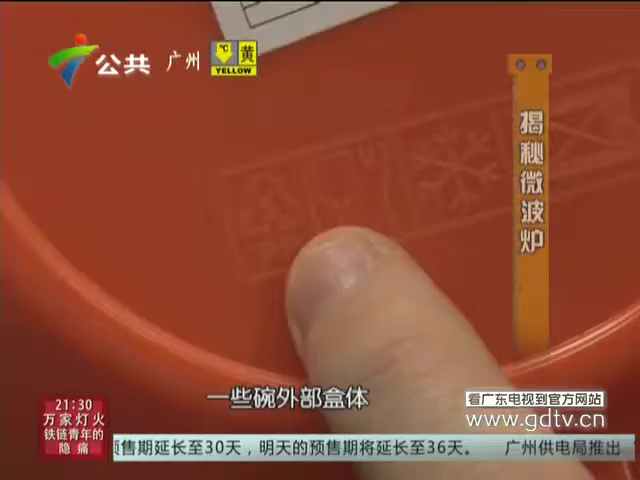 公共
广州
℃
黄
YELLOW
揭秘微波炉
一些碗外部盒体
21:30
万家灯火
铁链青年的
隐痛
看广东电视到官方网站
www.gdtv.cn
预售期延长至30天，明天的预售期将延长至36天。 广州供电局推出